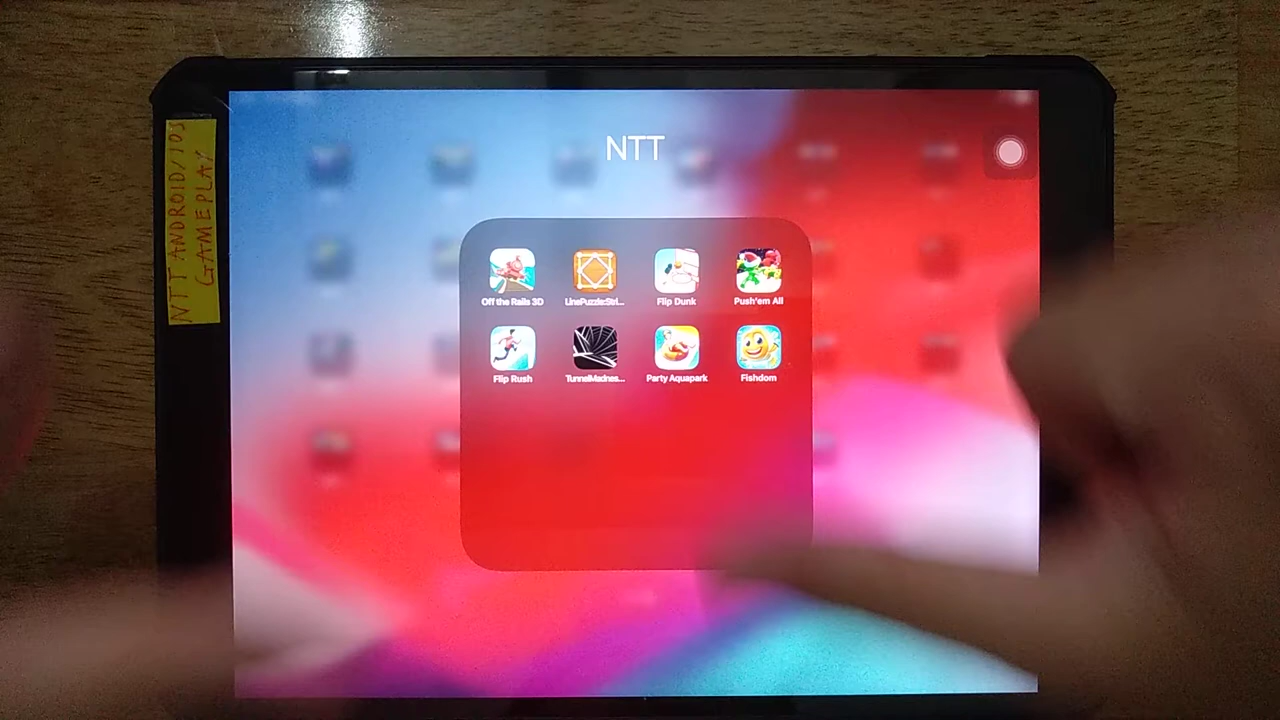 NTT ANDROID/IOS
GAMEPLAY
NTT
Off the Rails 3D
LinePuzzle:Stri...
Flip Dunk
Push'em All
Flip Rush
TunnelMadnes...
Party Aquapark
Fishdom